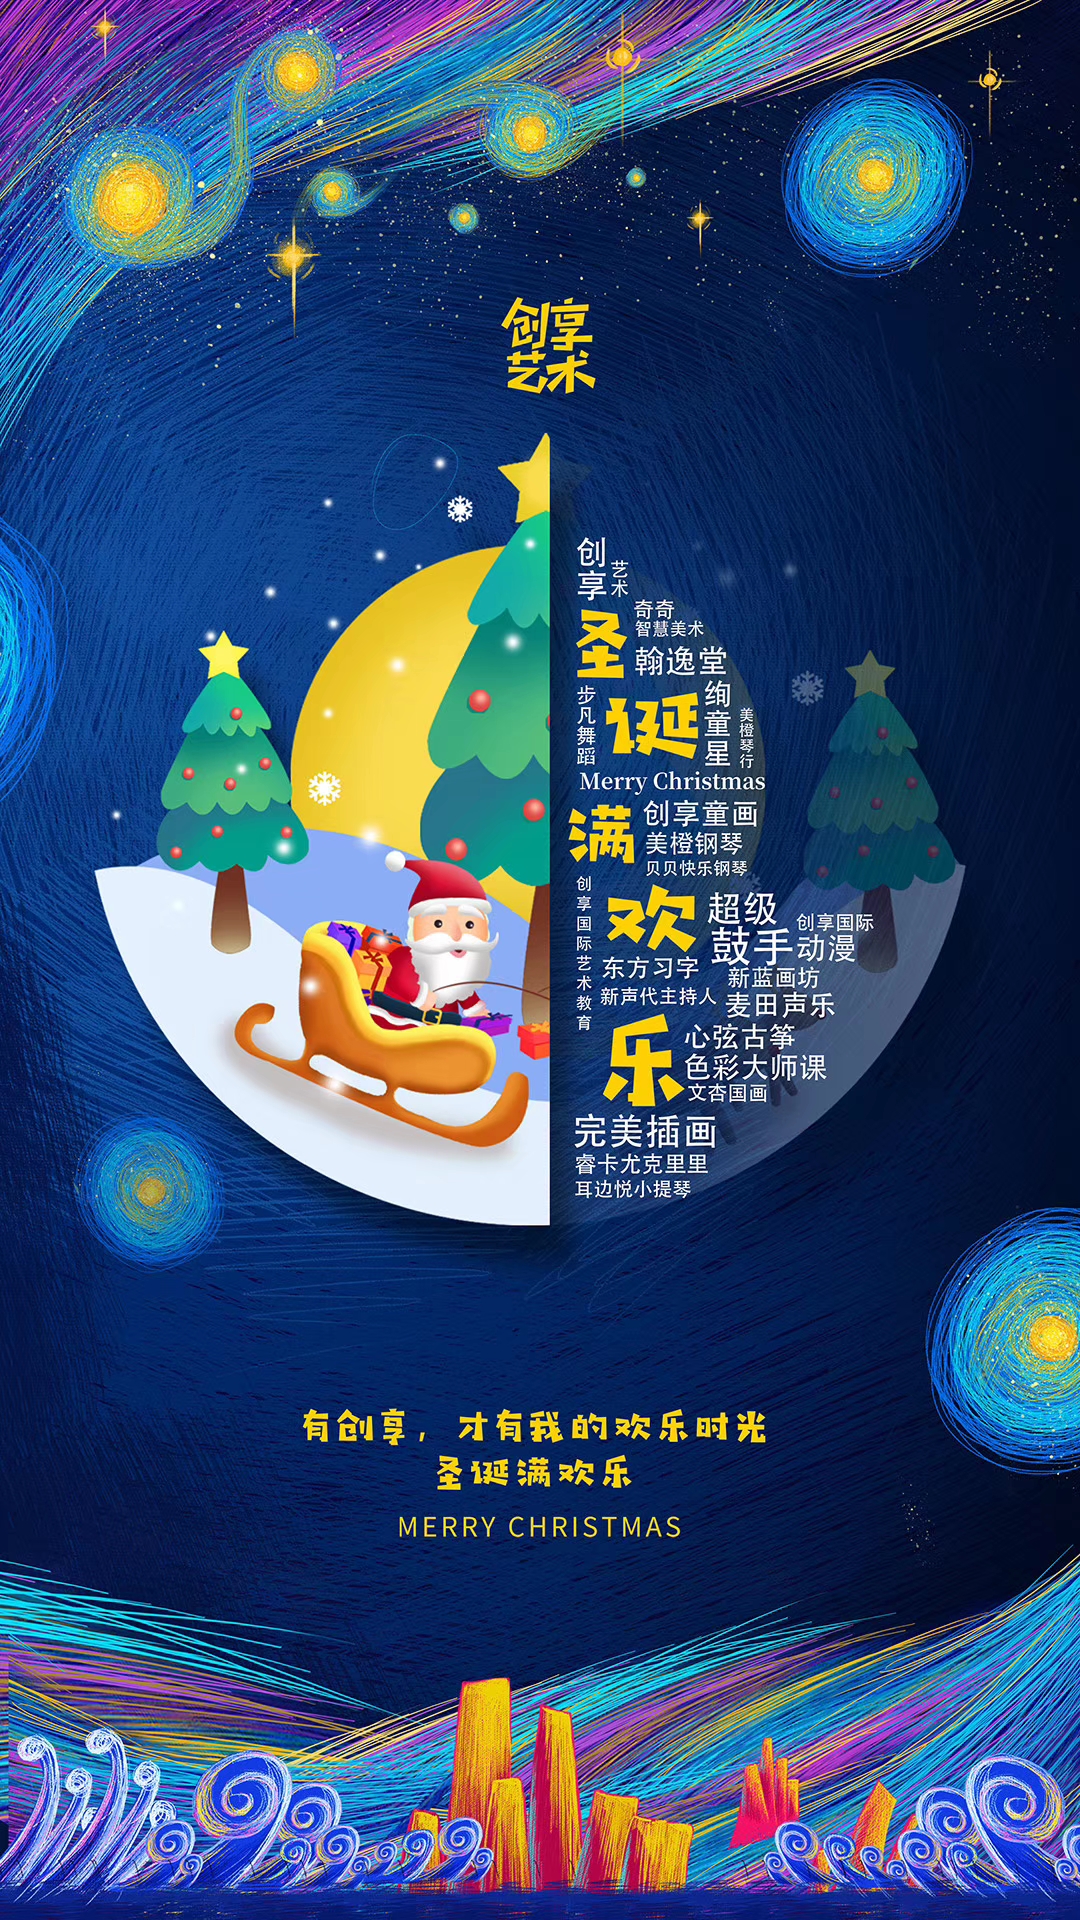 创享
艺术
创享
艺术
圣
奇奇
智慧美术
翰逸堂
步凡舞蹈
诞
绚童星
美橙琴行
Merry Christmas
满
创享童画
美橙钢琴
贝贝快乐钢琴
创享国际艺术教育
欢
超级
鼓手
创享国际
动漫
东方习字
新蓝画坊
新声代主持人
麦田声乐
乐
心弦古筝
色彩大师课
文杏国画
完美插画
睿卡尤克里里
耳边悦小提琴
有创享，才有我的欢乐时光
圣诞满欢乐
MERRY CHRISTMAS